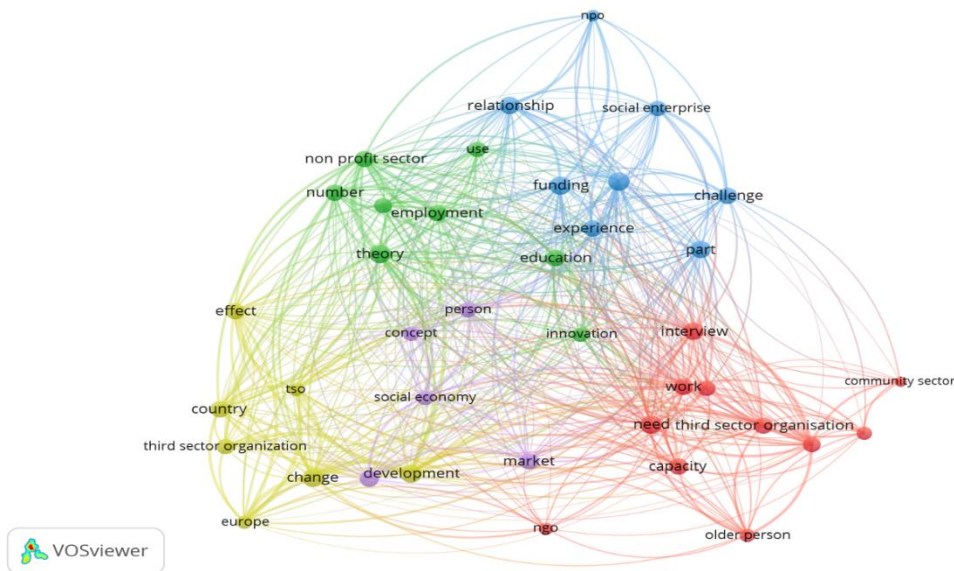 npo
relationship
social enterprise
use
non profit sector
number
funding
challenge
employment
experience
part
theory
education
person
effect
concept
innovation
Interview
community sector
tso
work
social economy
country
need
third sector organisation
third sector organization
market
capacity
change
development
europe
ngo
older person
VOSviewer